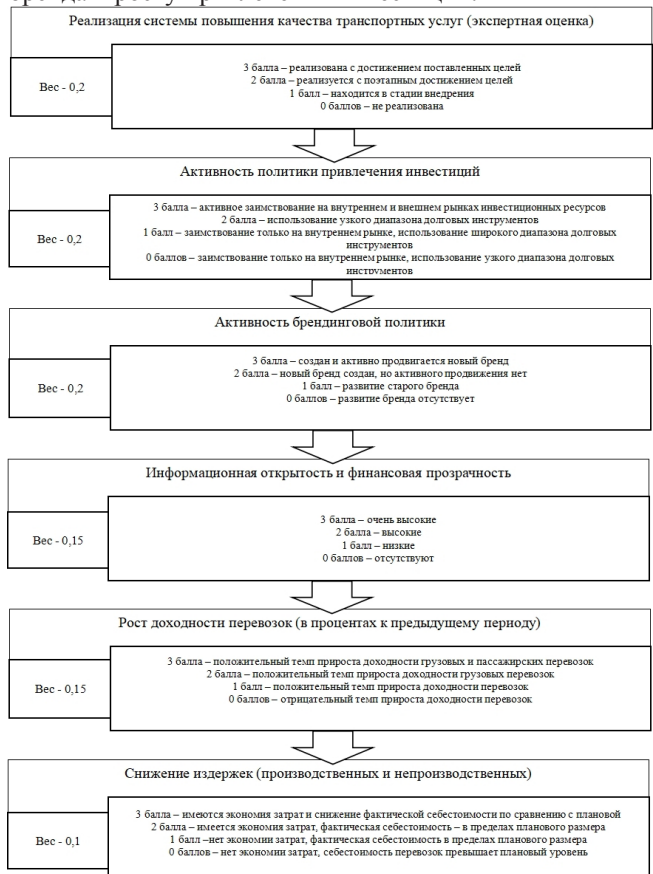 Реализация системы повышения качества транспортных услуг (экспертная оценка)
Вес - 0,2
3 балла – реализована с достижением поставленных целей
2 балла – реализуется с поэтапным достижением целей
1 балл – находится в стадии внедрения
0 баллов – не реализована
Активность политики привлечения инвестиций
Вес - 0,2
3 балла – активное заимствование на внутреннем и внешнем рынках инвестиционных ресурсов
2 балла – использование узкого диапазона долговых инструментов
1 балл – заимствование только на внутреннем рынке, использование широкого диапазона долговых
инструментов
0 баллов – заимствование только на внутреннем рынке, использование узкого диапазона долговых
инструментов
Активность брендинговой политики
Вес - 0,2
3 балла – создан и активно продвигается новый бренд
2 балла – новый бренд создан, но активного продвижения нет
1 балл – развитие старого бренда
0 баллов – развитие бренда отсутствует
Информационная открытость и финансовая прозрачность
Вес - 0,15
3 балла – очень высокие
2 балла – высокие
1 балл – низкие
0 баллов – отсутствуют
Рост доходности перевозок (в процентах к предыдущему периоду)
Вес - 0,15
3 балла – положительный темп прироста доходности грузовых и пассажирских перевозок
2 балла – положительный темп прироста доходности грузовых перевозок
1 балл – положительный темп прироста доходности перевозок
0 баллов – отрицательный темп прироста доходности перевозок
Снижение издержек (производственных и непроизводственных)
Вес - 0,1
3 балла – имеются экономия затрат и снижение фактической себестоимости по сравнению с плановой
2 балла – имеется экономия затрат, фактическая себестоимость – в пределах планового размера
1 балл –нет экономии затрат, фактическая себестоимость в пределах планового размера
0 баллов – нет экономии затрат, себестоимость перевозок превышает плановый уровень